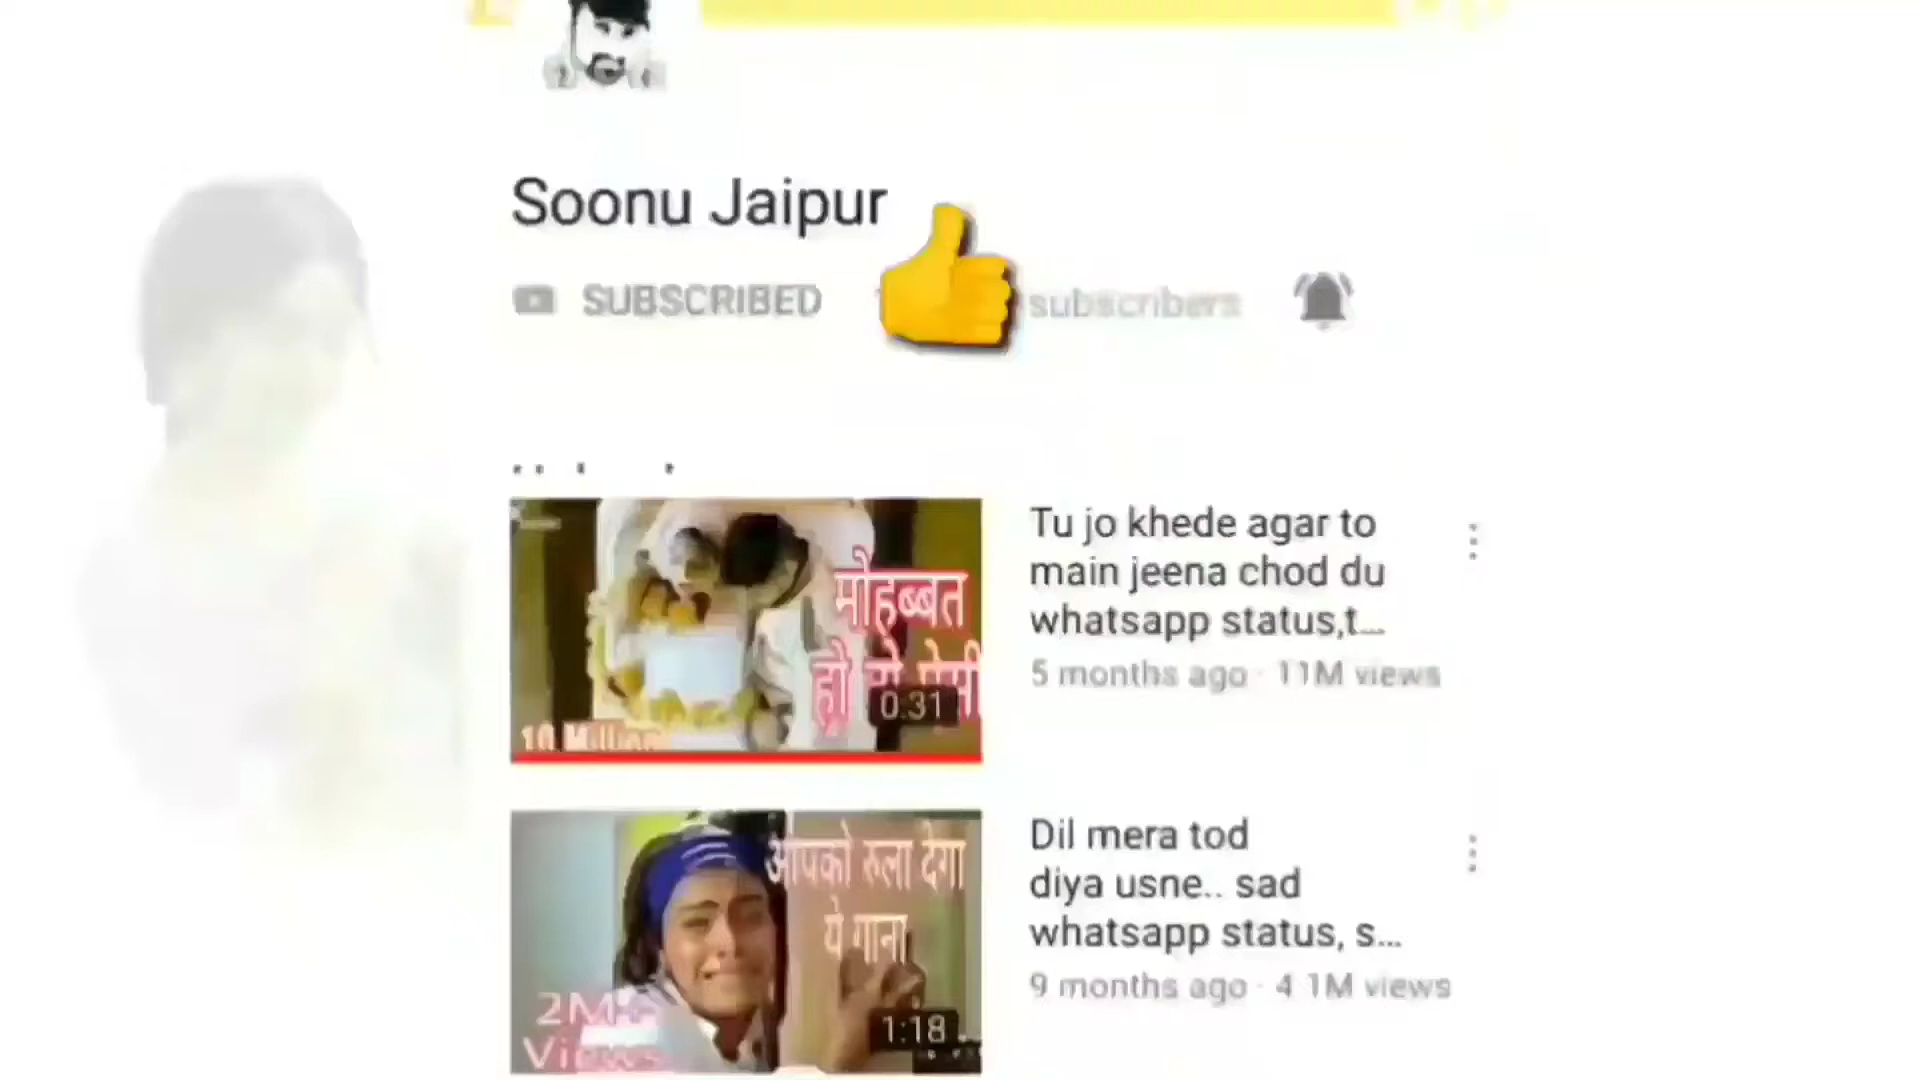 Soonu Jaipur
SUBSCRIBED
subscribers
मोहब्बत
हो तो ऐसी
0:31
10 Million
Tu jo khede agar to
main jeena chod du
whatsapp status,t...
5 months ago · 11M views
आपको रुला देगा
ये गाना
2M+
Views
1:18
Dil mera tod
diya usne.. sad
whatsapp status, s...
9 months ago · 4 1M views